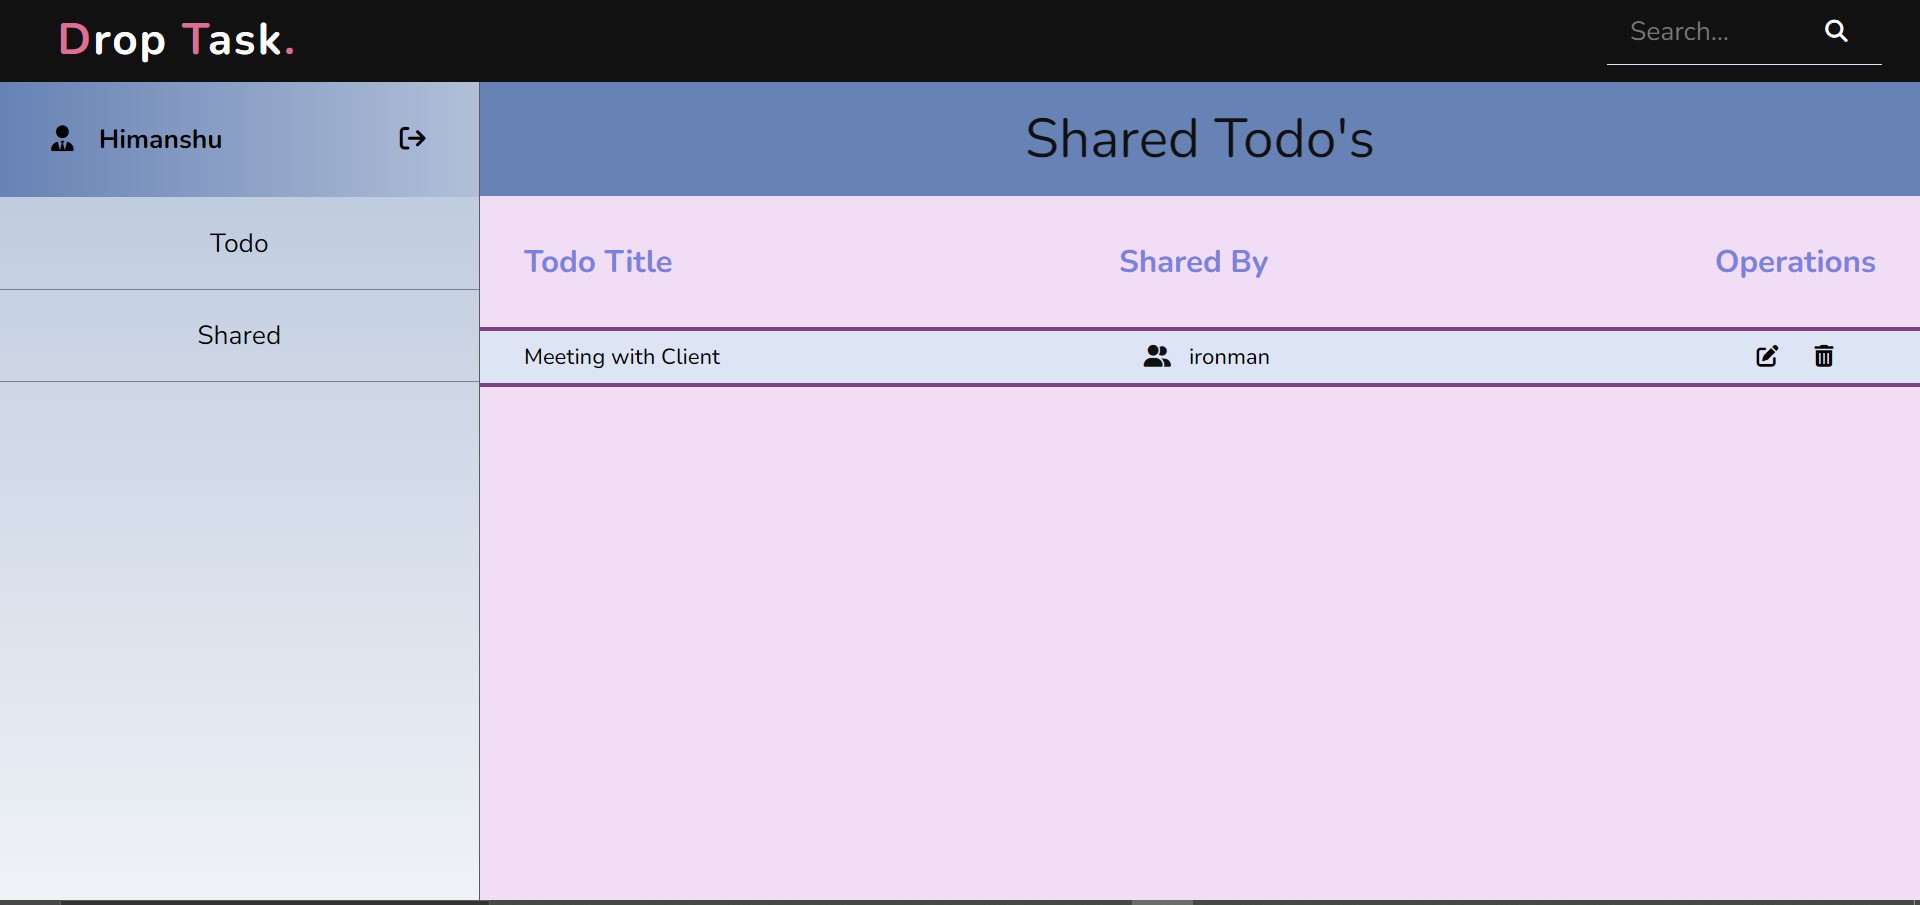 Drop Task.
Search...
Himanshu
Todo
Shared
Shared Todo's
Todo Title Shared By Operations
Meeting with Client ironman